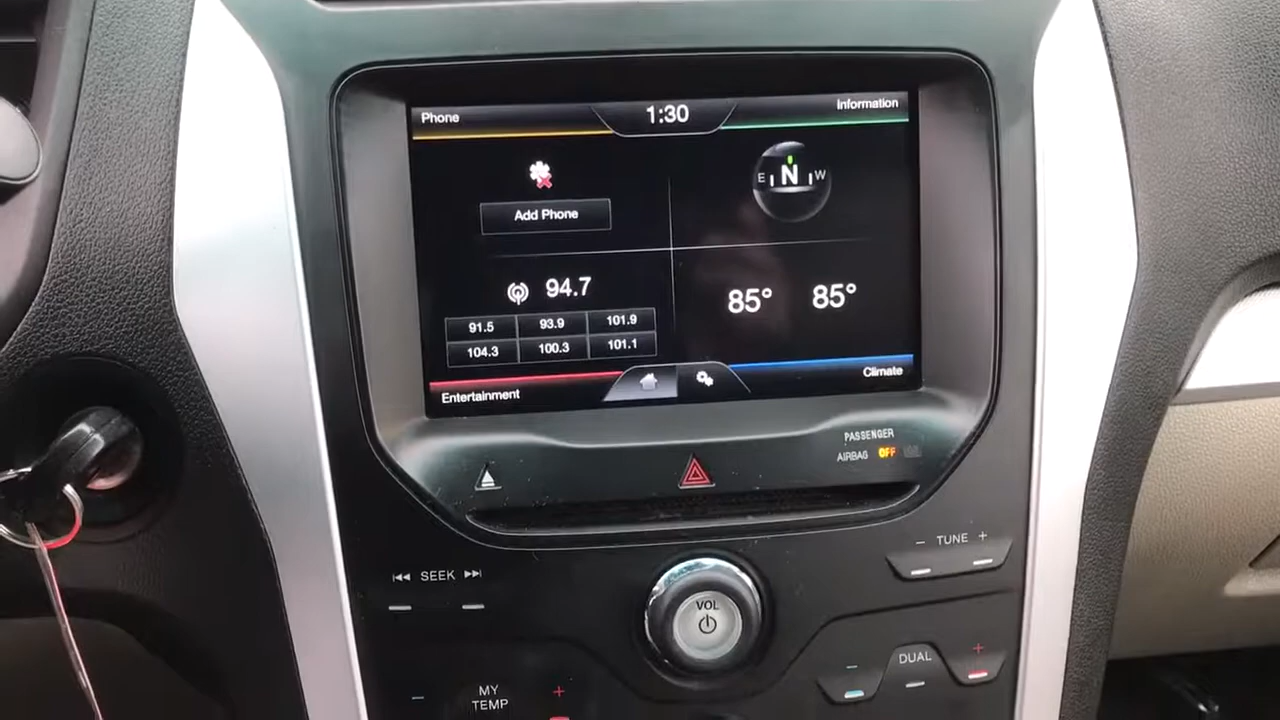 Phone
1:30
Information
E N W
Add Phone
94.7
91.5 93.9 101.9
104.3 100.3 101.1
85° 85°
Entertainment
Climate
PASSENGER
AIRBAG OFF
SEEK
- TUNE +
VOL
- DUAL +
- MY TEMP +